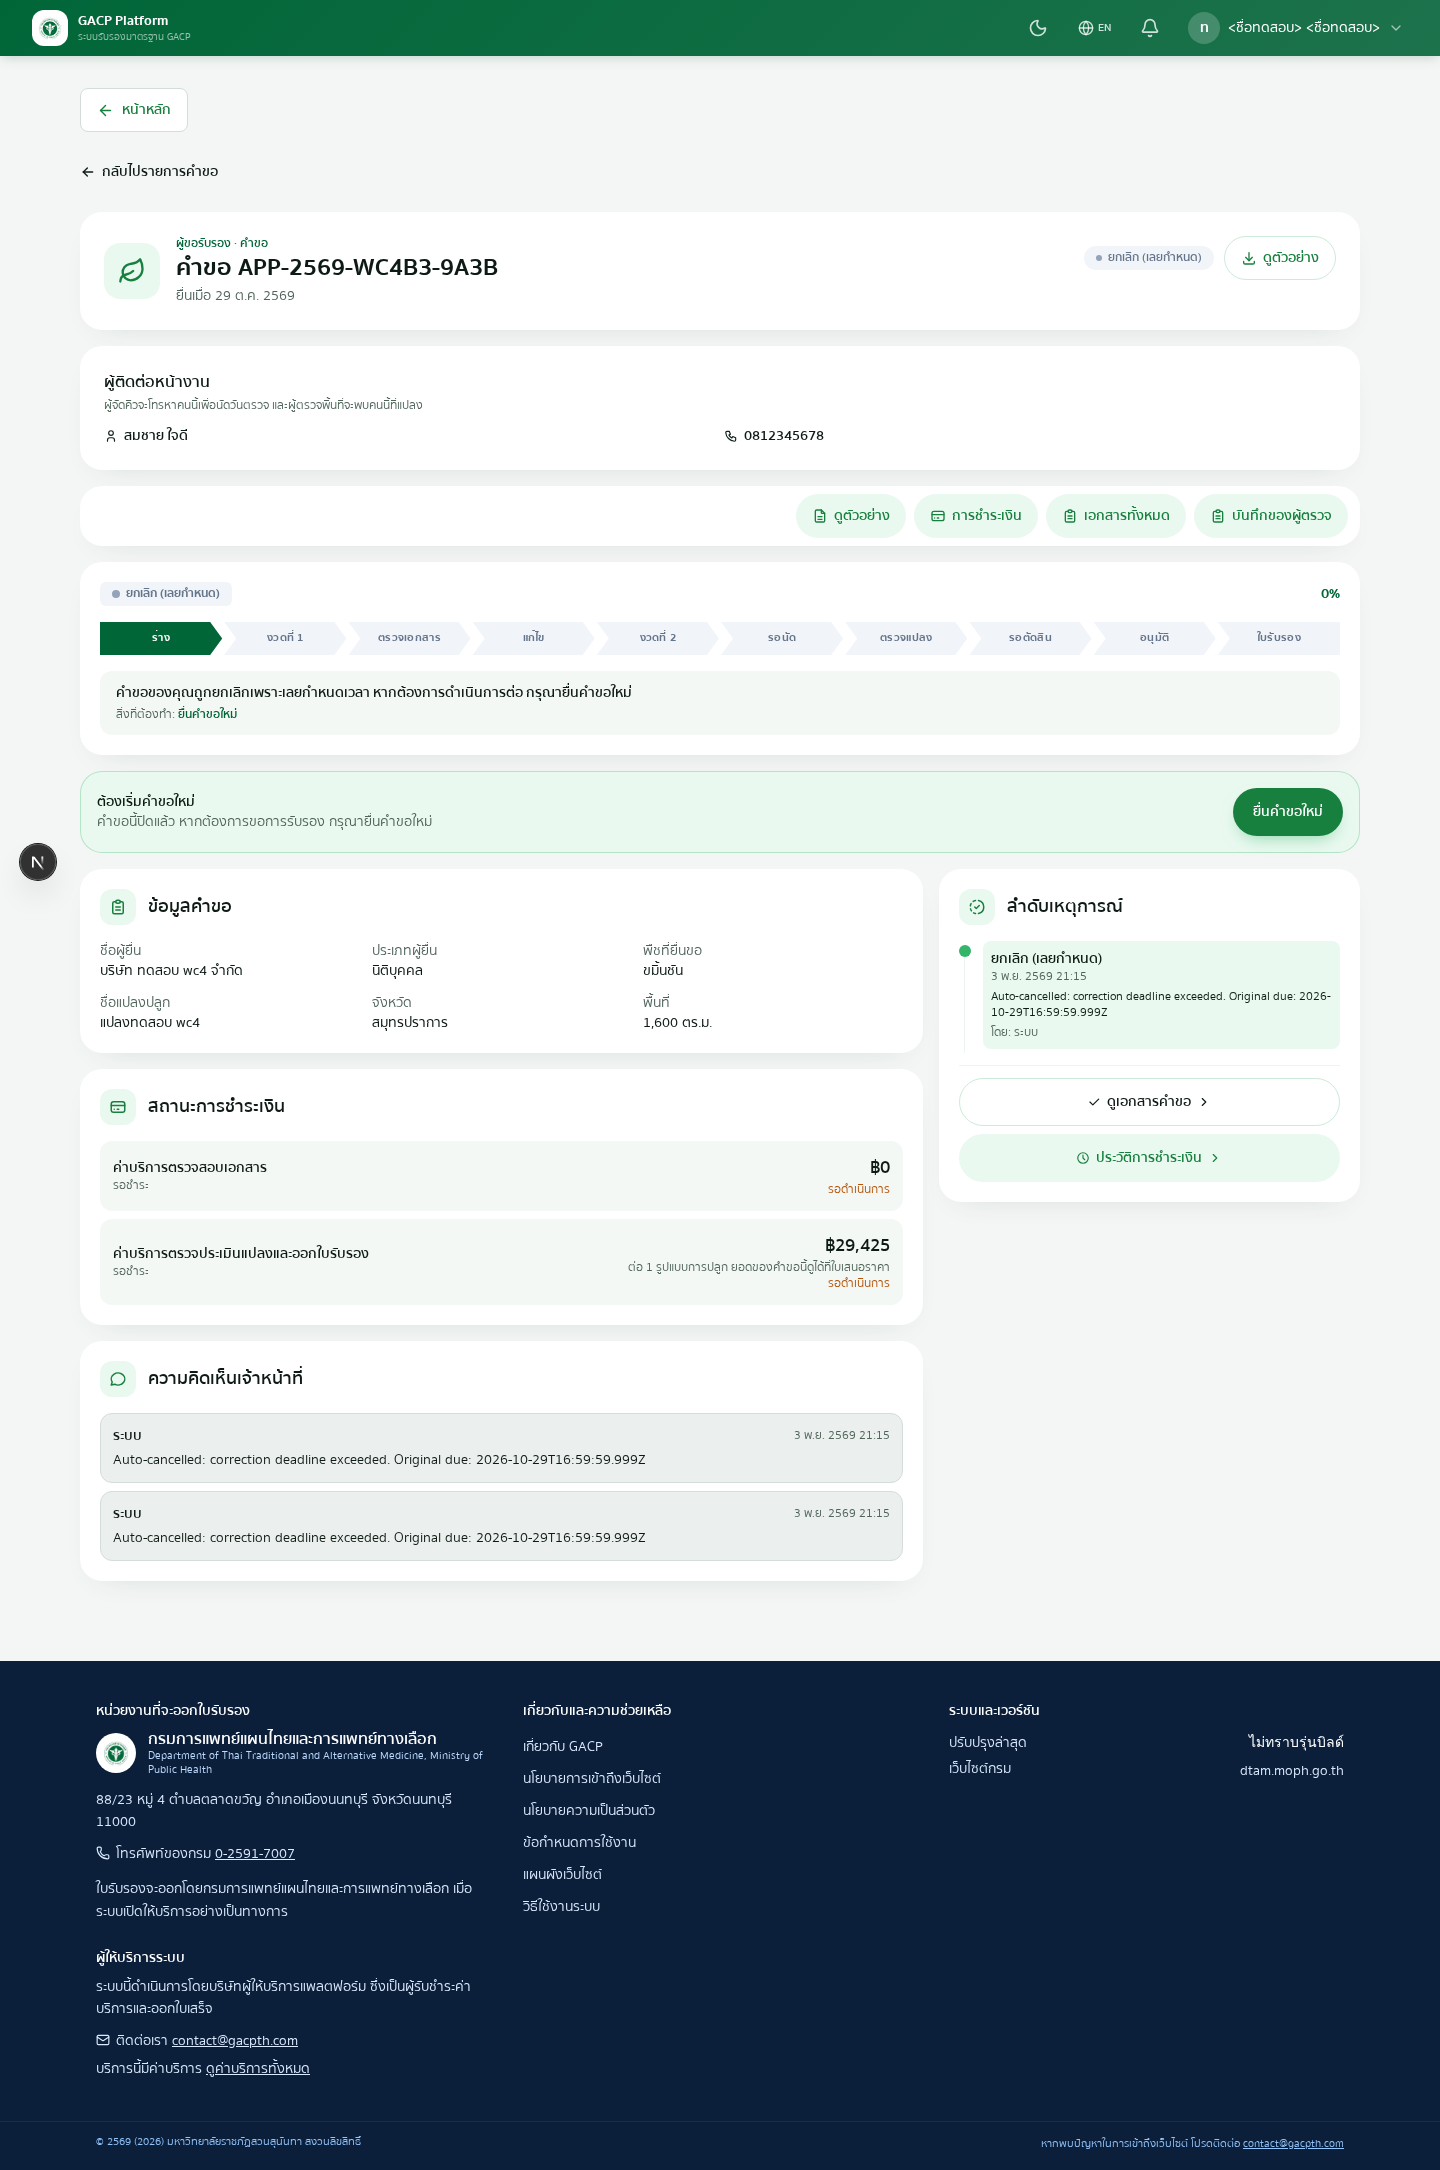 GACP Platform
ระบบรับรองมาตรฐาน GACP
EN
ท
<ชื่อทดสอบ> <ชื่อทดสอบ>
หน้าหลัก
กลับไปรายการคำขอ
ผู้ขอรับรอง · คำขอ
คำขอ APP-2569-WC4B3-9A3B
ยื่นเมื่อ 29 ต.ค. 2569
ยกเลิก (เลยกำหนด)
ดูตัวอย่าง
ผู้ติดต่อหน้างาน
ผู้จัดคิวจะโทรหาคนนี้เพื่อนัดวันตรวจ และผู้ตรวจพื้นที่จะพบคนนี้ที่แปลง
สมชาย ใจดี
0812345678
ดูตัวอย่าง
การชำระเงิน
เอกสารทั้งหมด
บันทึกของผู้ตรวจ
ยกเลิก (เลยกำหนด)
0%
ร่าง
งวดที่ 1
ตรวจเอกสาร
แก้ไข
งวดที่ 2
รอนัด
ตรวจแปลง
รอตัดสิน
อนุมัติ
ใบรับรอง
คำขอของคุณถูกยกเลิกเพราะเลยกำหนดเวลา หากต้องการดำเนินการต่อ กรุณายื่นคำขอใหม่
สิ่งที่ต้องทำ: ยื่นคำขอใหม่
ต้องเริ่มคำขอใหม่
คำขอนี้ปิดแล้ว หากต้องการขอการรับรอง กรุณายื่นคำขอใหม่
ยื่นคำขอใหม่
N
ข้อมูลคำขอ
ชื่อผู้ยื่น
บริษัท ทดสอบ wc4 จำกัด
ประเภทผู้ยื่น
นิติบุคคล
พืชที่ยื่นขอ
ขมิ้นชัน
ชื่อแปลงปลูก
แปลงทดสอบ wc4
จังหวัด
สมุทรปราการ
พื้นที่
1,600 ตร.ม.
ลำดับเหตุการณ์
ยกเลิก (เลยกำหนด)
3 พ.ย. 2569 21:15
Auto-cancelled: correction deadline exceeded. Original due: 2026-
10-29T16:59:59.999Z
โดย: ระบบ
ดูเอกสารคำขอ
ประวัติการชำระเงิน
สถานะการชำระเงิน
ค่าบริการตรวจสอบเอกสาร
รอชำระ
฿0
รอดำเนินการ
ค่าบริการตรวจประเมินแปลงและออกใบรับรอง
รอชำระ
฿29,425
ต่อ 1 รูปแบบการปลูก ยอดของคำขอนี้ดูได้ที่ใบเสนอราคา
รอดำเนินการ
ความคิดเห็นเจ้าหน้าที่
ระบบ
3 พ.ย. 2569 21:15
Auto-cancelled: correction deadline exceeded. Original due: 2026-10-29T16:59:59.999Z
ระบบ
3 พ.ย. 2569 21:15
Auto-cancelled: correction deadline exceeded. Original due: 2026-10-29T16:59:59.999Z
หน่วยงานที่จะออกใบรับรอง
กรมการแพทย์แผนไทยและการแพทย์ทางเลือก
Department of Thai Traditional and Alternative Medicine, Ministry of
Public Health
88/23 หมู่ 4 ตำบลตลาดขวัญ อำเภอเมืองนนทบุรี จังหวัดนนทบุรี
11000
โทรศัพท์ของกรม 0-2591-7007
ใบรับรองจะออกโดยกรมการแพทย์แผนไทยและการแพทย์ทางเลือก เมื่อ
ระบบเปิดให้บริการอย่างเป็นทางการ
ผู้ให้บริการระบบ
ระบบนี้ดำเนินการโดยบริษัทผู้ให้บริการแพลตฟอร์ม ซึ่งเป็นผู้รับชำระค่า
บริการและออกใบเสร็จ
ติดต่อเรา contact@gacpth.com
บริการนี้มีค่าบริการ ดูค่าบริการทั้งหมด
เกี่ยวกับและความช่วยเหลือ
เกี่ยวกับ GACP
นโยบายการเข้าถึงเว็บไซต์
นโยบายความเป็นส่วนตัว
ข้อกำหนดการใช้งาน
แผนผังเว็บไซต์
วิธีใช้งานระบบ
ระบบและเวอร์ชัน
ปรับปรุงล่าสุด
ไม่ทราบรุ่นบิลด์
เว็บไซต์กรม
dtam.moph.go.th
© 2569 (2026) มหาวิทยาลัยราชภัฏสวนสุนันทา สงวนลิขสิทธิ์
หากพบปัญหาในการเข้าถึงเว็บไซต์ โปรดติดต่อ contact@gacpth.com